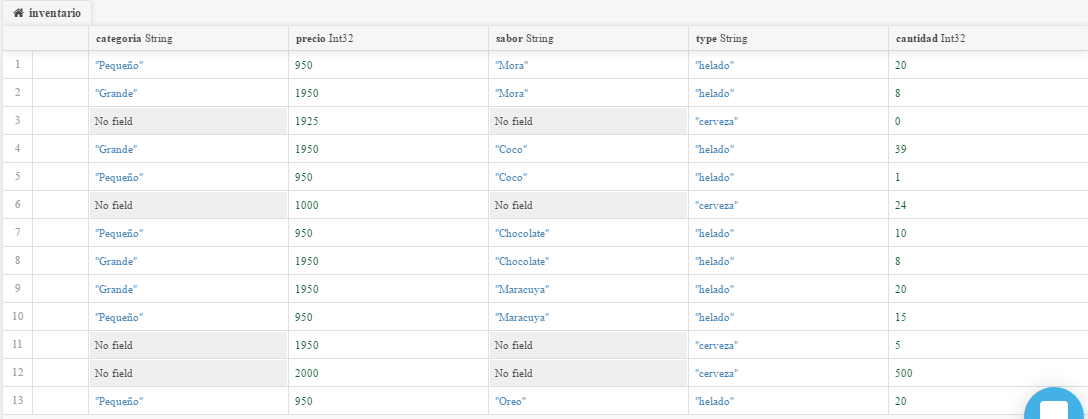 inventario
categoria String precio Int32 sabor String type String cantidad Int32
1 "Pequeño" 950 "Mora" "helado" 20
2 "Grande" 1950 "Mora" "helado" 8
3 No field 1925 No field "cerveza" 0
4 "Grande" 1950 "Coco" "helado" 39
5 "Pequeño" 950 "Coco" "helado" 1
6 No field 1000 No field "cerveza" 24
7 "Pequeño" 950 "Chocolate" "helado" 10
8 "Grande" 1950 "Chocolate" "helado" 8
9 "Grande" 1950 "Maracuya" "helado" 20
10 "Pequeño" 950 "Maracuya" "helado" 15
11 No field 1950 No field "cerveza" 5
12 No field 2000 No field "cerveza" 500
13 "Pequeño" 950 "Oreo" "helado" 20